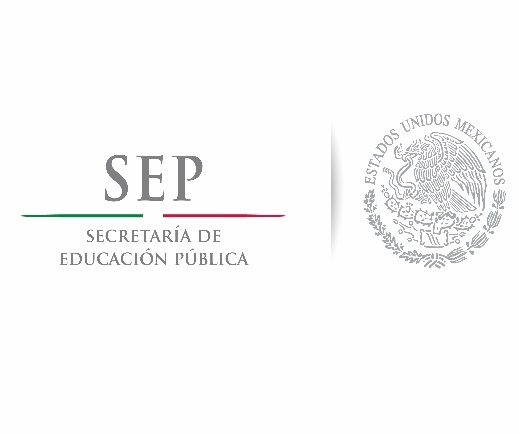 SEP
SECRETARÍA DE
EDUCACIÓN PÚBLICA
ESTADOS UNIDOS MEXICANOS